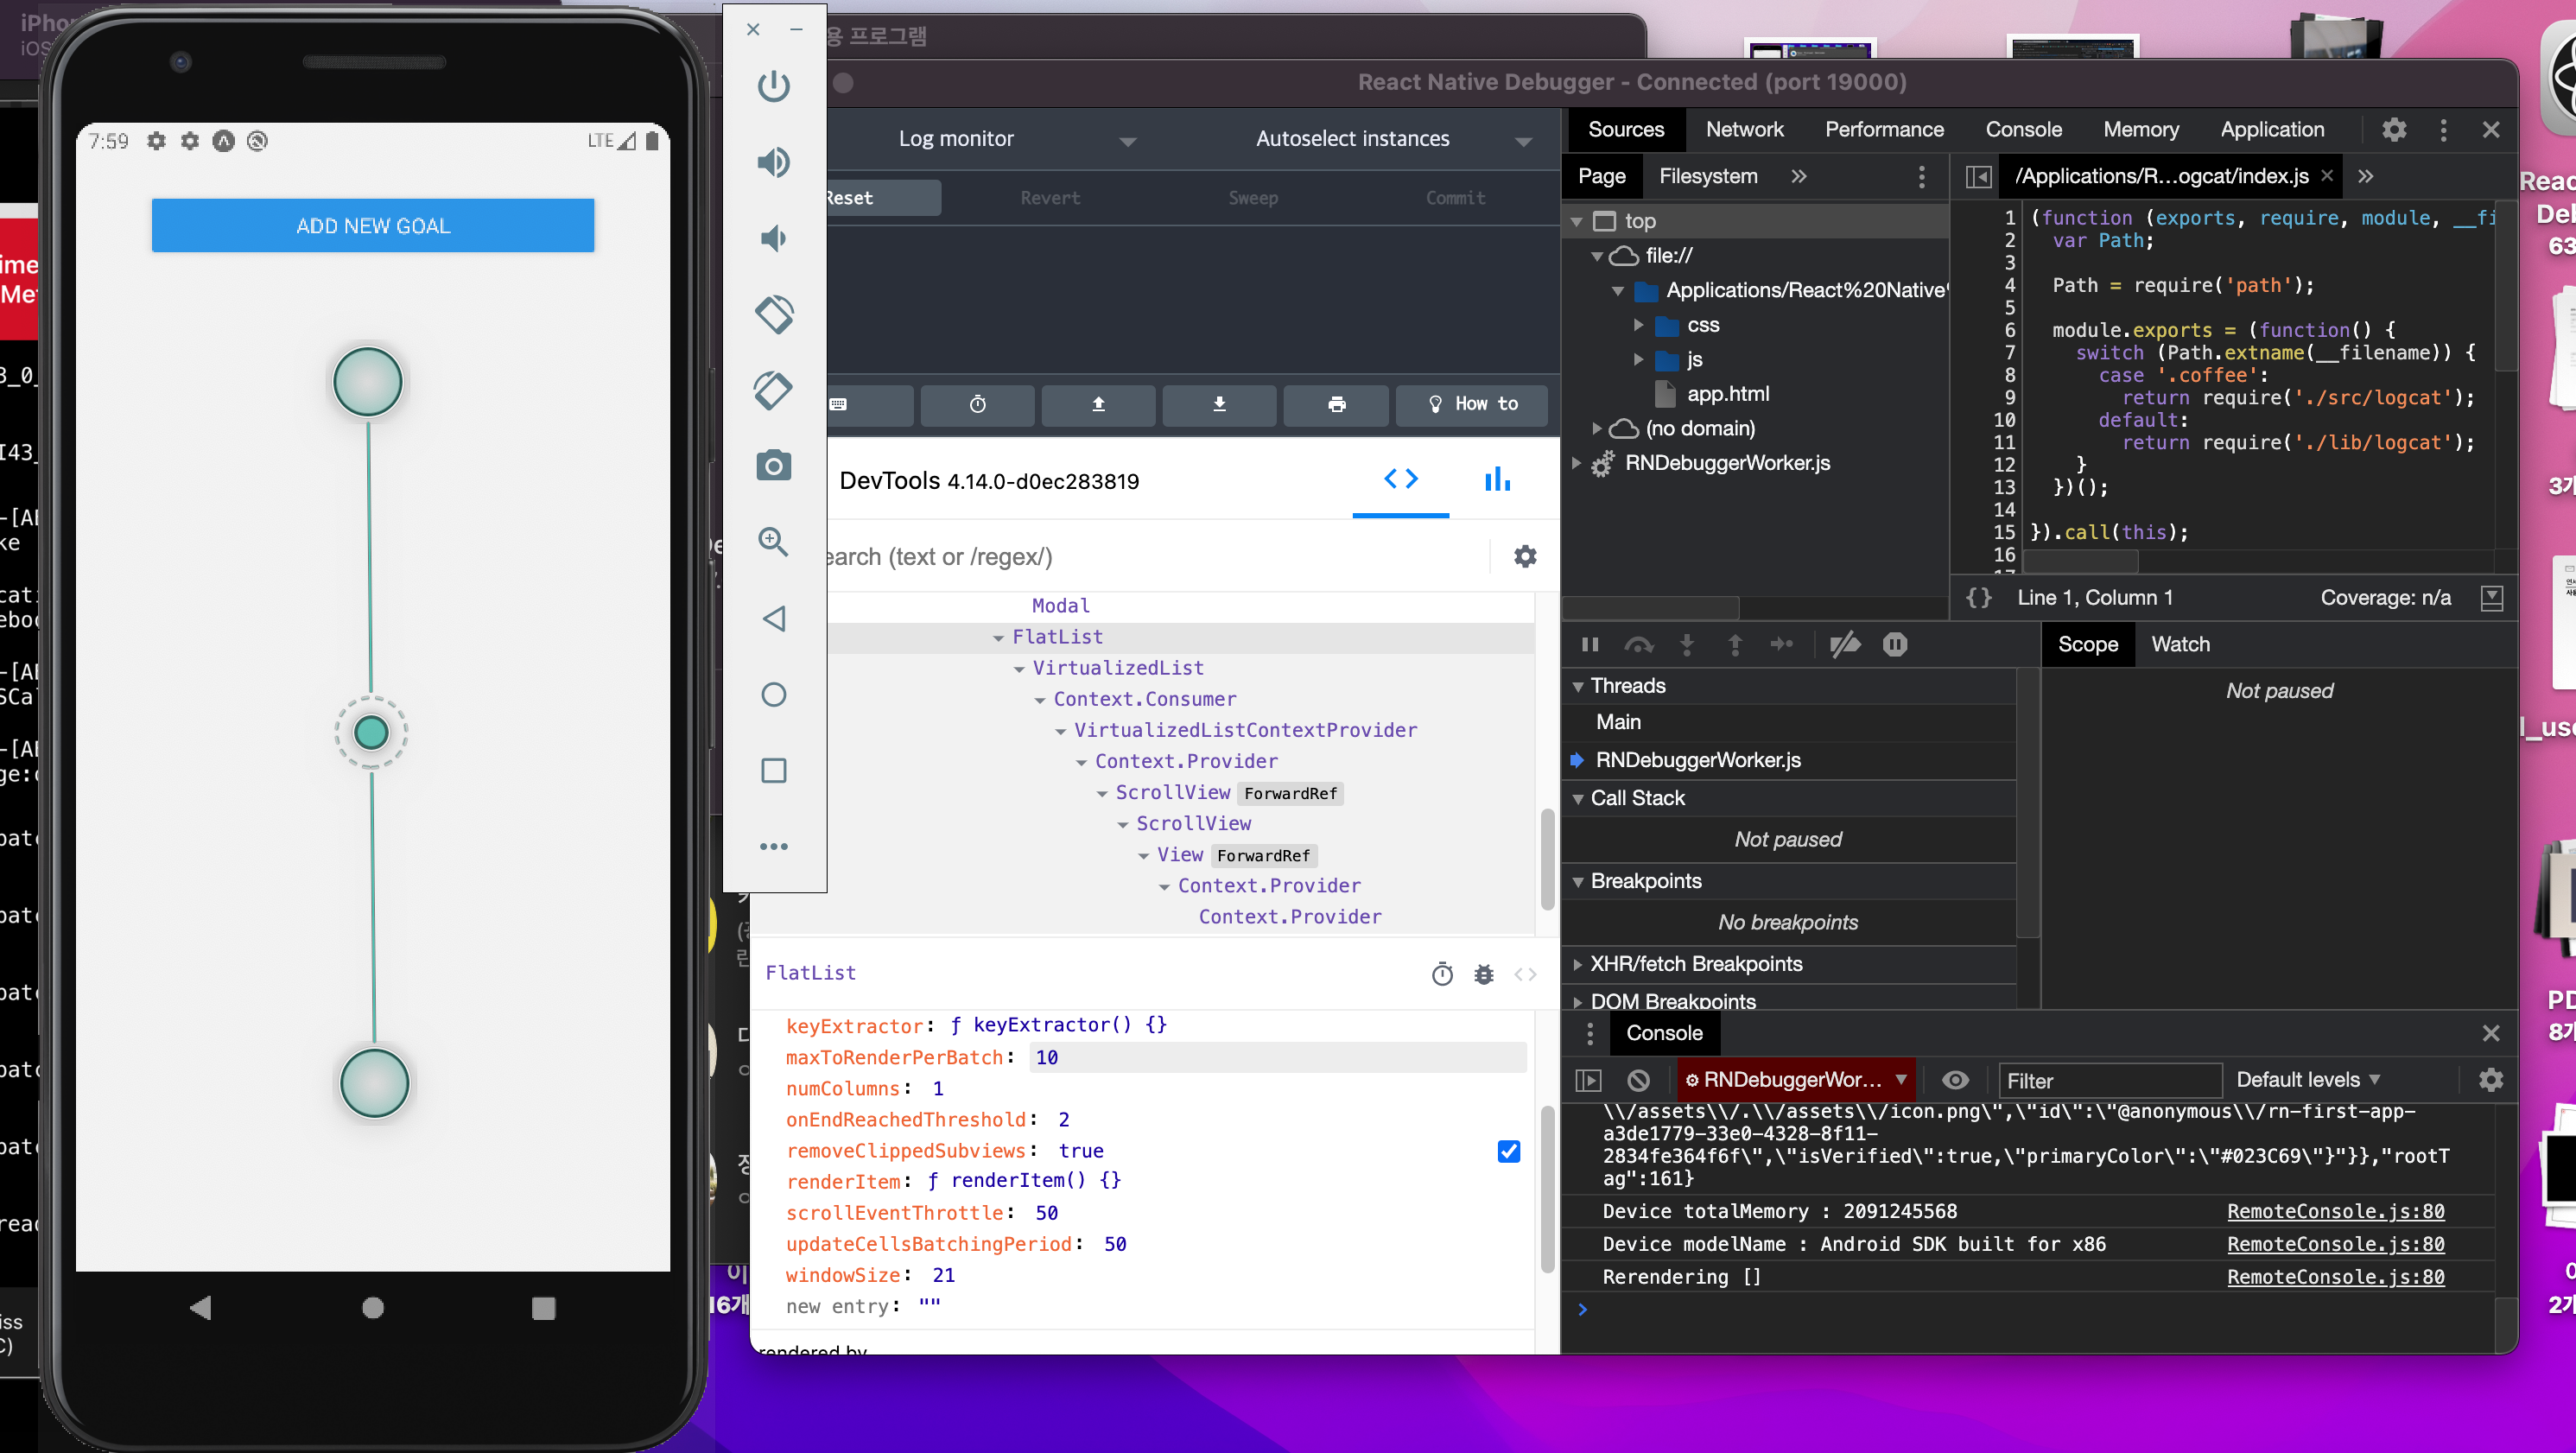 iPho
iOS
7:59
LTE
ADD NEW GOAL
용 프로그램
React Native Debugger - Connected (port 19000)
Log monitor
Autoselect instances
Reset
Revert
Sweep
Commit
How to
DevTools 4.14.0-d0ec283819
earch (text or /regex/)
Modal
FlatList
VirtualizedList
Context.Consumer
VirtualizedListContextProvider
Context.Provider
ScrollView ForwardRef
ScrollView
View ForwardRef
Context.Provider
Context.Provider
FlatList
keyExtractor: ƒ keyExtractor() {}
maxToRenderPerBatch: 10
numColumns: 1
onEndReachedThreshold: 2
removeClippedSubviews: true
renderItem: ƒ renderItem() {}
scrollEventThrottle: 50
updateCellsBatchingPeriod: 50
windowSize: 21
new entry: ""
rendered by
Sources
Network
Performance
Console
Memory
Application
Page
Filesystem
top
file://
Applications/React%20Native
css
js
app.html
(no domain)
RNDebuggerWorker.js
/Applications/R...ogcat/index.js
1 (function (exports, require, module, __fi
2 var Path;
3
4 Path = require('path');
5
6 module.exports = (function() {
7 switch (Path.extname(__filename)) {
8 case '.coffee':
9 return require('./src/logcat');
10 default:
11 return require('./lib/logcat');
12 }
13 })();
14
15 }).call(this);
16
{} Line 1, Column 1
Coverage: n/a
Threads
Main
RNDebuggerWorker.js
Call Stack
Not paused
Breakpoints
No breakpoints
XHR/fetch Breakpoints
DOM Breakpoints
Scope
Watch
Not paused
Console
RNDebuggerWor...
Filter
Default levels
\\/assets\\/.\\/assets\\/icon.png\",\"id\":\"@anonymous\\/rn-first-app-
a3de1779-33e0-4328-8f11-
2834fe364f6f\",\"isVerified\":true,\"primaryColor\":\"#023C69\"}"}},"rootT
ag":161}
Device totalMemory : 2091245568 RemoteConsole.js:80
Device modelName : Android SDK built for x86 RemoteConsole.js:80
Rerendering [] RemoteConsole.js:80